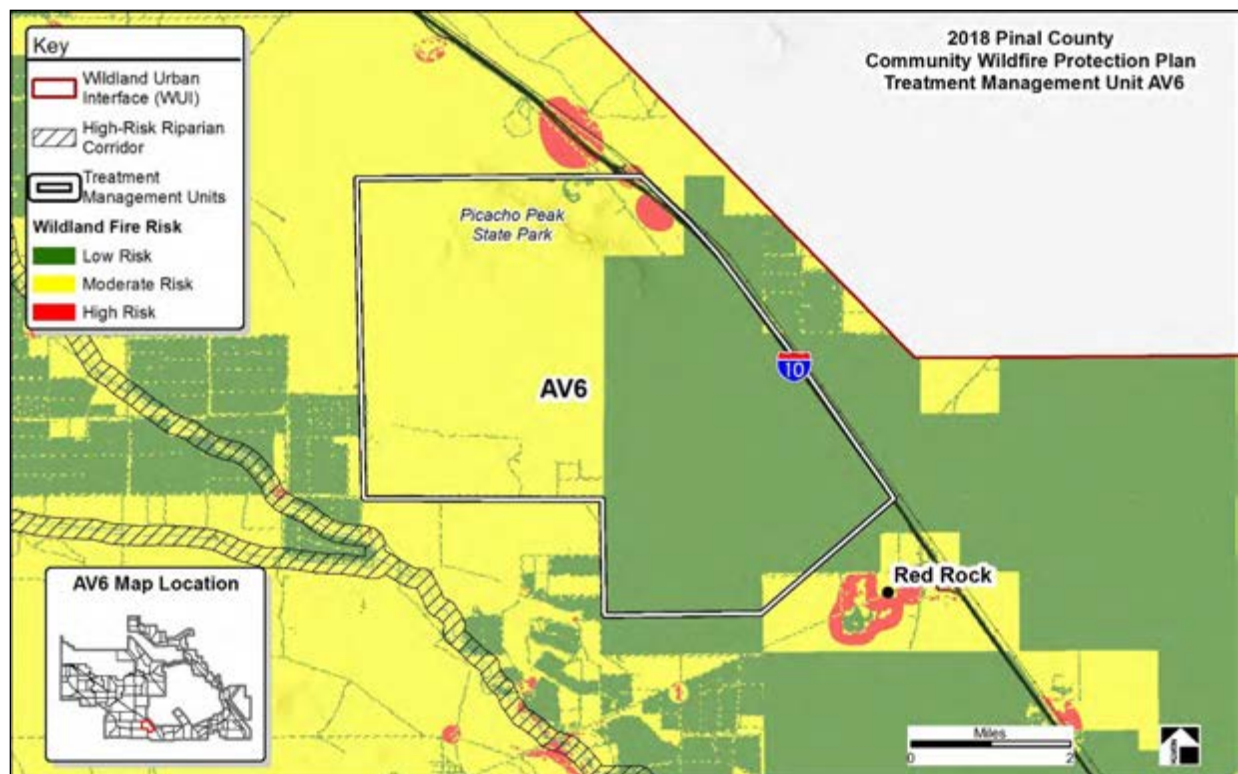 Key
Wildland Urban
Interface (WUI)
High-Risk Riparian
Corridor
Treatment
Management Units
Wildland Fire Risk
Low Risk
Moderate Risk
High Risk
2018 Pinal County
Community Wildfire Protection Plan
Treatment Management Unit AV6
Picacho Peak
State Park
AV6
10
Red Rock
AV6 Map Location
Miles
0
2